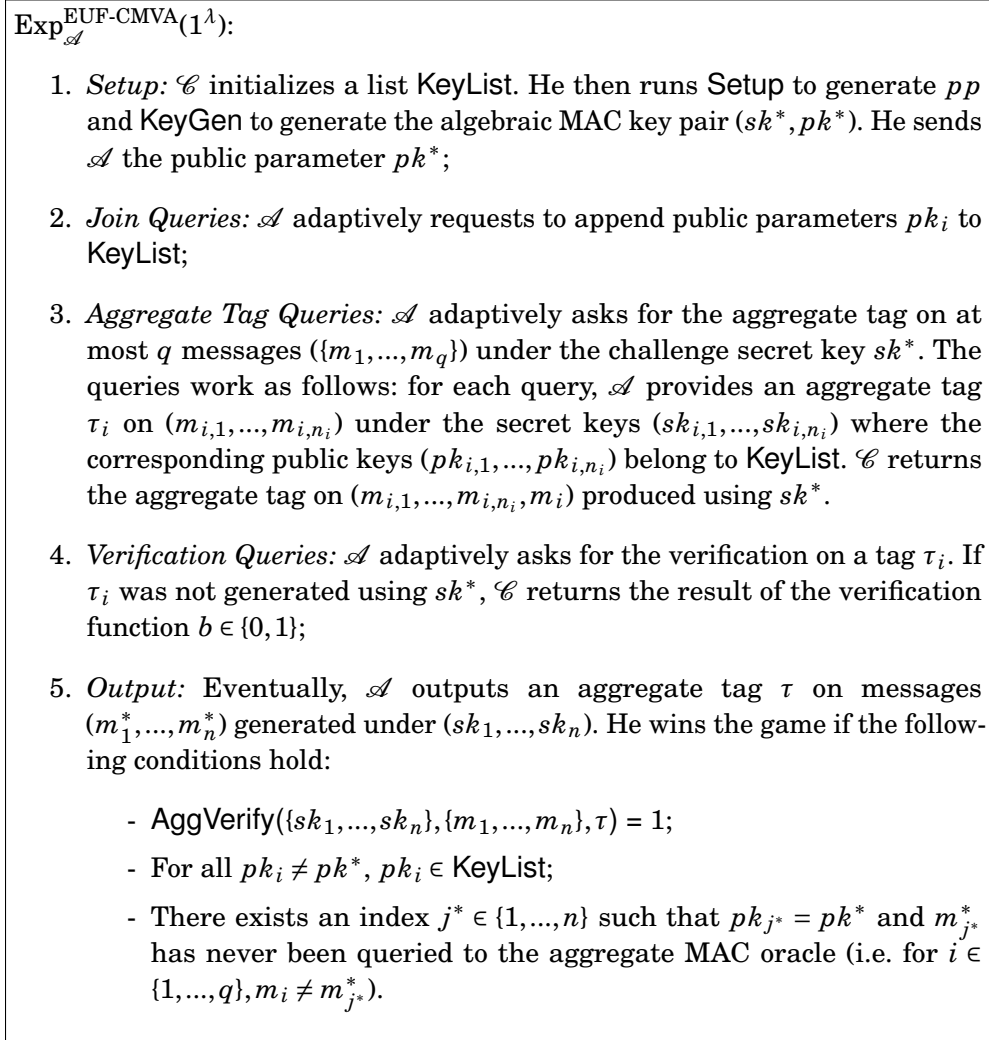 Exp_𝒜^{EUF-CMVA}(1^λ):
1. Setup: 𝒞 initializes a list KeyList. He then runs Setup to generate pp
and KeyGen to generate the algebraic MAC key pair (sk*, pk*). He sends
𝒜 the public parameter pk*;
2. Join Queries: 𝒜 adaptively requests to append public parameters pk_i to
KeyList;
3. Aggregate Tag Queries: 𝒜 adaptively asks for the aggregate tag on at
most q messages ({m_1,...,m_q}) under the challenge secret key sk*. The
queries work as follows: for each query, 𝒜 provides an aggregate tag
τ_i on (m_{i,1},...,m_{i,n_i}) under the secret keys (sk_{i,1},...,sk_{i,n_i}) where the
corresponding public keys (pk_{i,1},...,pk_{i,n_i}) belong to KeyList. 𝒞 returns
the aggregate tag on (m_{i,1},...,m_{i,n_i},m_i) produced using sk*.
4. Verification Queries: 𝒜 adaptively asks for the verification on a tag τ_i. If
τ_i was not generated using sk*, 𝒞 returns the result of the verification
function b ∈ {0,1};
5. Output: Eventually, 𝒜 outputs an aggregate tag τ on messages
(m_1^*,...,m_n^*) generated under (sk_1,...,sk_n). He wins the game if the follow-
ing conditions hold:
- AggVerify({sk_1,...,sk_n},{m_1,...,m_n},τ) = 1;
- For all pk_i ≠ pk*, pk_i ∈ KeyList;
- There exists an index j* ∈ {1,...,n} such that pk_{j*} = pk* and m_{j*}^*
has never been queried to the aggregate MAC oracle (i.e. for i ∈
{1,...,q}, m_i ≠ m_{j*}^*).